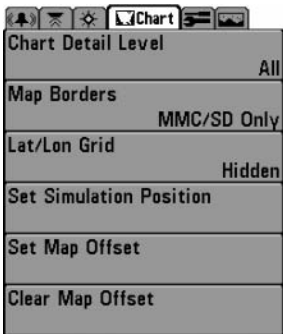 Chart
Chart Detail Level
All
Map Borders
MMC/SD Only
Lat/Lon Grid
Hidden
Set Simulation Position
Set Map Offset
Clear Map Offset